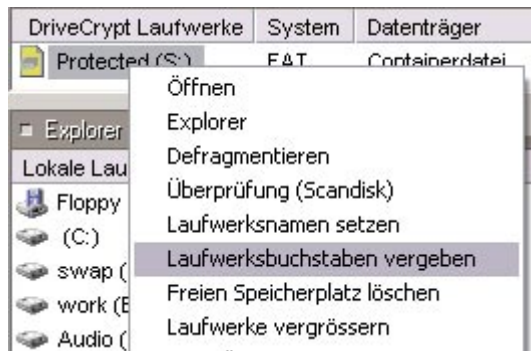 DriveCrypt Laufwerke System Datenträger
Protected (S:) FAT Containerdatei
Öffnen
Explorer
Defragmentieren
Überprüfung (Scandisk)
Laufwerksnamen setzen
Laufwerksbuchstaben vergeben
Freien Speicherplatz löschen
Laufwerke vergrössern
Explorer
Lokale Lau
Floppy
(C:)
swap (
work (E
Audio (